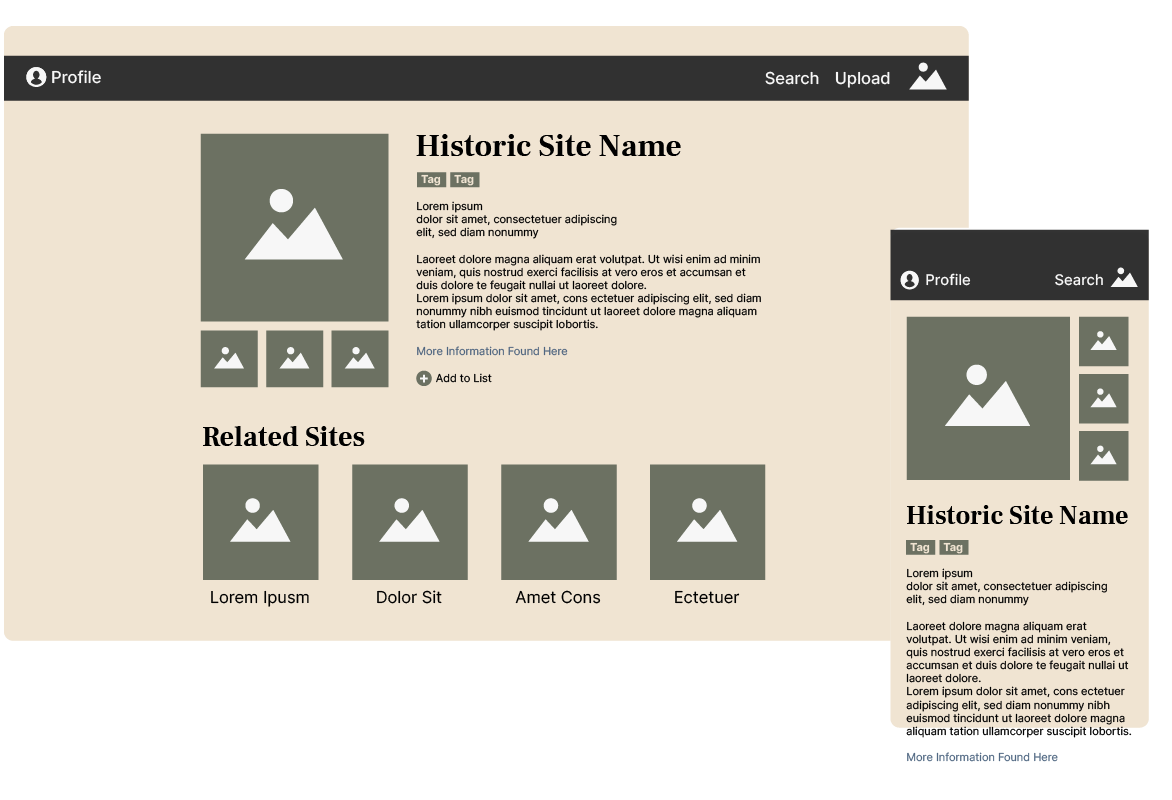 Profile
Search Upload
Historic Site Name
Tag Tag
Lorem ipsum
dolor sit amet, consectetuer adipiscing
elit, sed diam nonummy
Laoreet dolore magna aliquam erat volutpat. Ut wisi enim ad minim
veniam, quis nostrud exerci facilisis at vero eros et accumsan et
duis dolore te feugait nullai ut laoreet dolore.
Lorem ipsum dolor sit amet, cons ectetuer adipiscing elit, sed diam
nonummy nibh euismod tincidunt ut laoreet dolore magna aliquam
tation ullamcorper suscipit lobortis.
More Information Found Here
Add to List
Related Sites
Lorem Ipusm
Dolor Sit
Amet Cons
Ectetuer
Profile
Search
Historic Site Name
Tag Tag
Lorem ipsum
dolor sit amet, consectetuer adipiscing
elit, sed diam nonummy
Laoreet dolore magna aliquam erat
volutpat. Ut wisi enim ad minim veniam,
quis nostrud exerci facilisis at vero eros et
accumsan et duis dolore te feugait nullai ut
laoreet dolore.
Lorem ipsum dolor sit amet, cons ectetuer
adipiscing elit, sed diam nonummy nibh
euismod tincidunt ut laoreet dolore magna
aliquam tation ullamcorper suscipit lobortis.
More Information Found Here